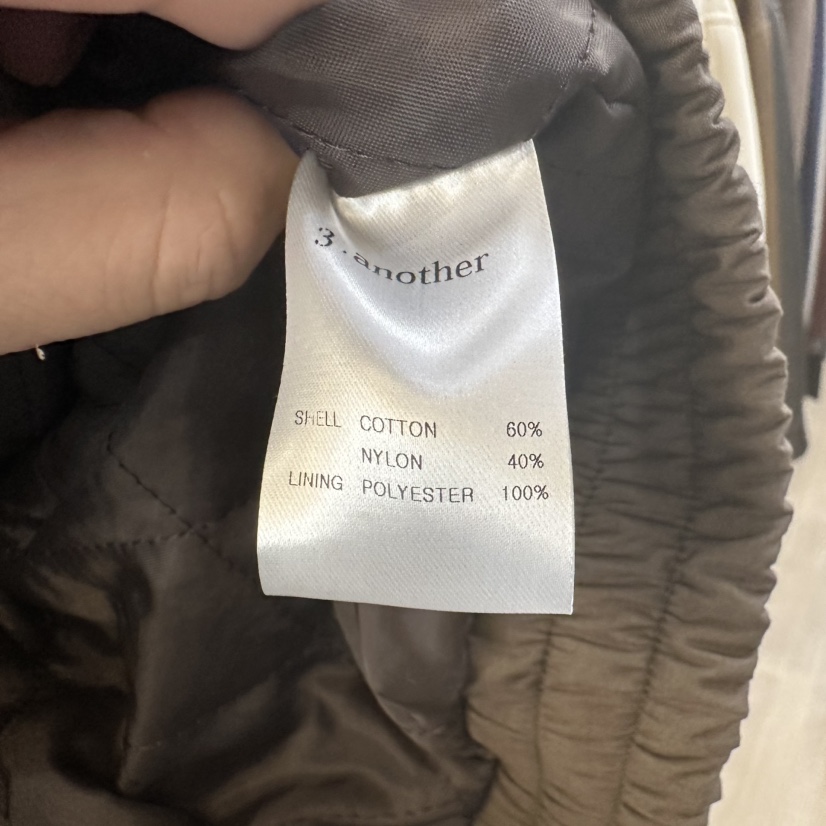 3.another
SHELL COTTON 60%
NYLON 40%
LINING POLYESTER 100%